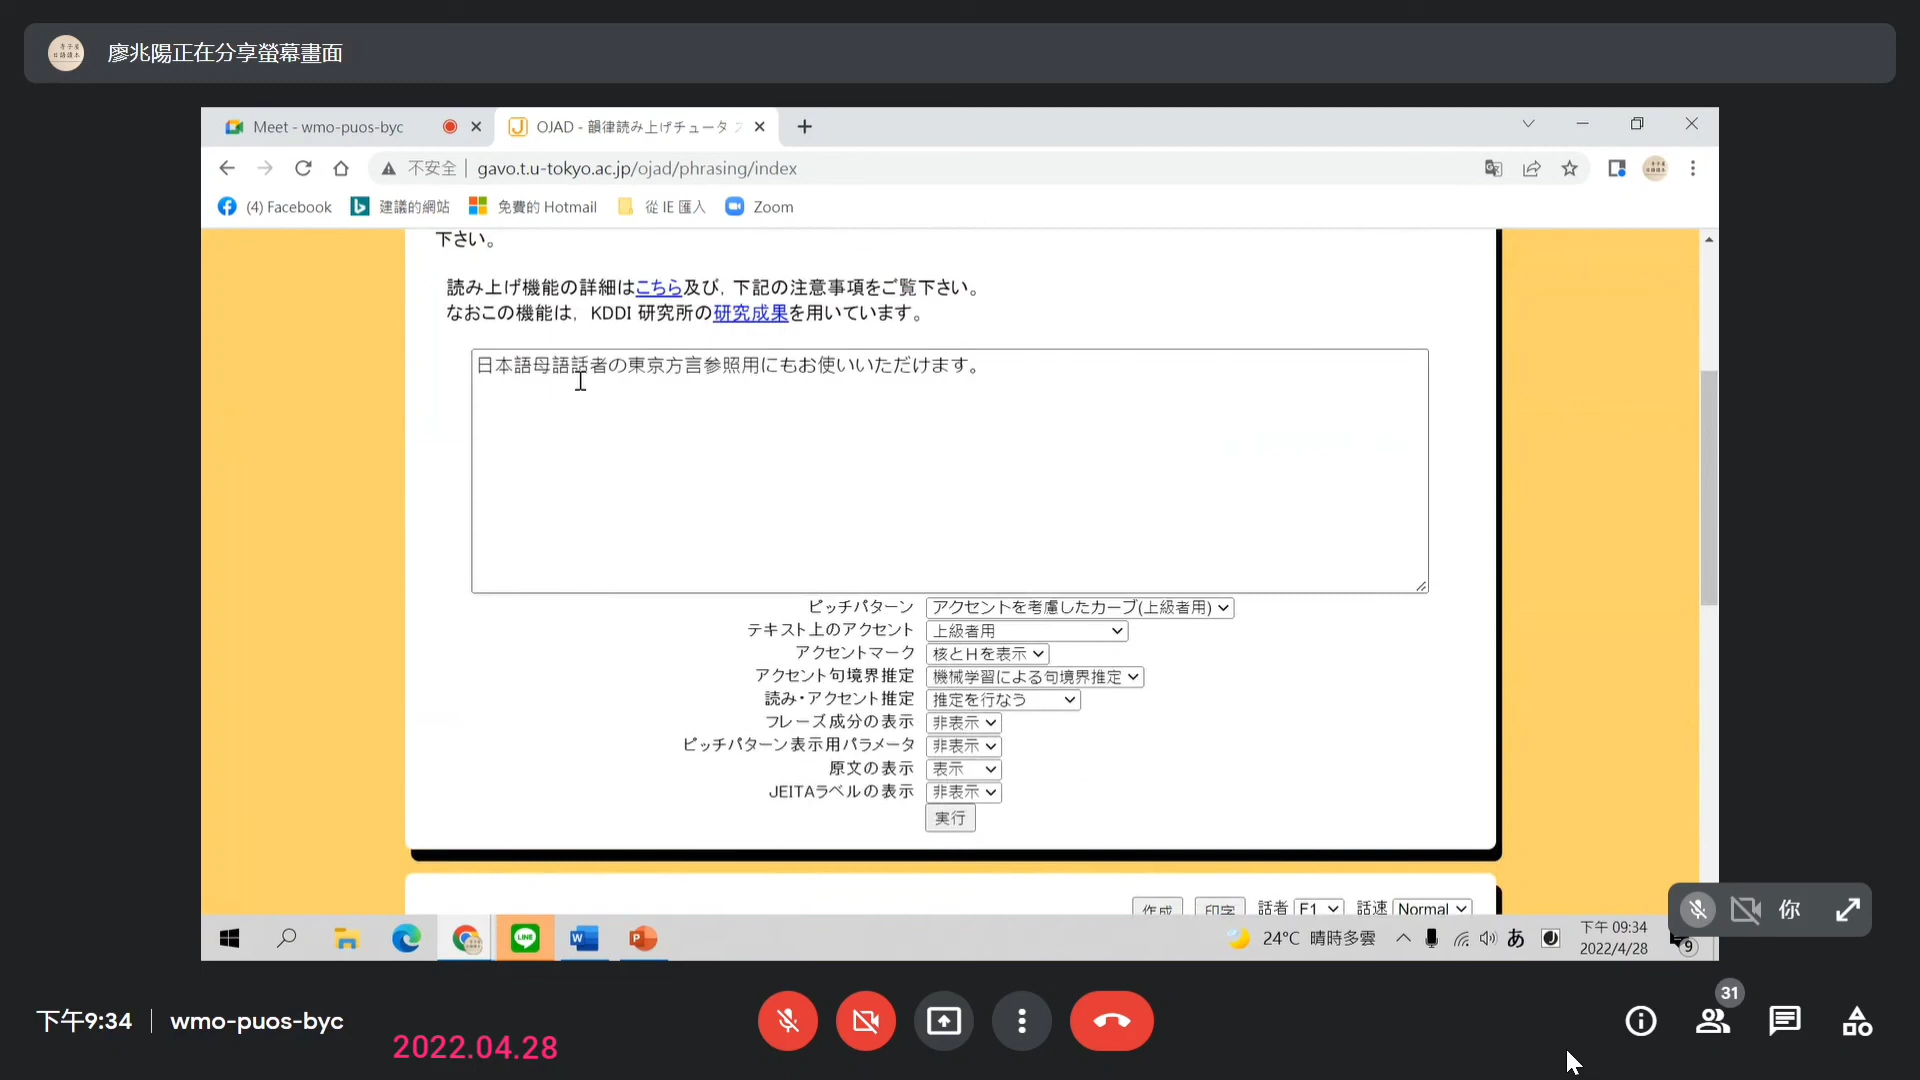 廖兆陽正在分享螢幕畫面
Meet - wmo-puos-byc
OJAD - 韻律読み上げチュータ
不安全 | gavo.t.u-tokyo.ac.jp/ojad/phrasing/index
(4) Facebook 建議的網站 免費的 Hotmail 從 IE 匯入 Zoom
下さい。
読み上げ機能の詳細はこちら及び, 下記の注意事項をご覧下さい。
なおこの機能は, KDDI 研究所の研究成果を用いています。
日本語母語話者の東京方言参照用にもお使いいただけます。
ピッチパターン アクセントを考慮したカーブ(上級者用)
テキスト上のアクセント 上級者用
アクセントマーク 核とHを表示
アクセント句境界推定 機械学習による句境界推定
読み・アクセント推定 推定を行なう
フレーズ成分の表示 非表示
ピッチパターン表示用パラメータ 非表示
原文の表示 表示
JEITAラベルの表示 非表示
実行
作成 印字 話者 F1 話速 Normal
你
LINE W P 24°C 晴時多雲 あ 下午 09:34
2022/4/28
9
下午9:34 | wmo-puos-byc
31
2022.04.28